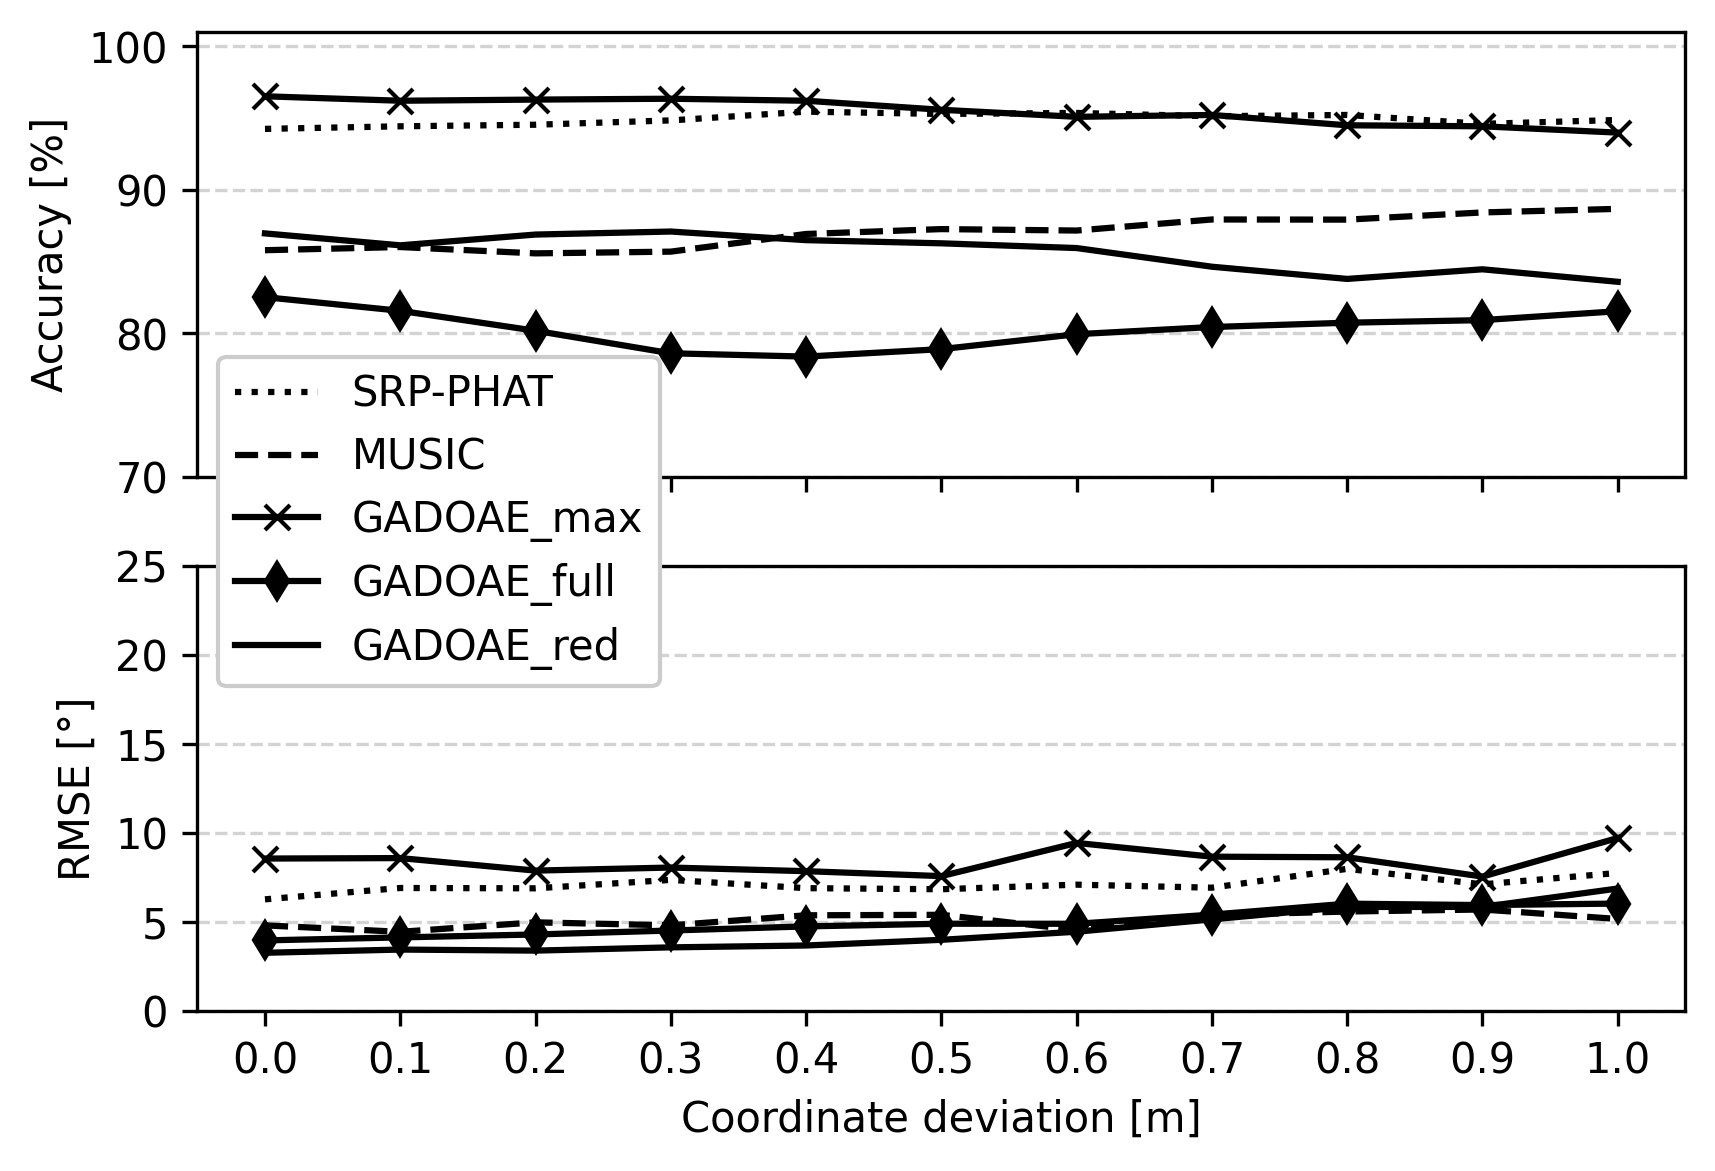 100
90
80
70
Accuracy [%]
SRP-PHAT
MUSIC
GADOAE_max
GADOAE_full
GADOAE_red
25
20
15
10
5
0
RMSE [°]
0.0 0.1 0.2 0.3 0.4 0.5 0.6 0.7 0.8 0.9 1.0
Coordinate deviation [m]